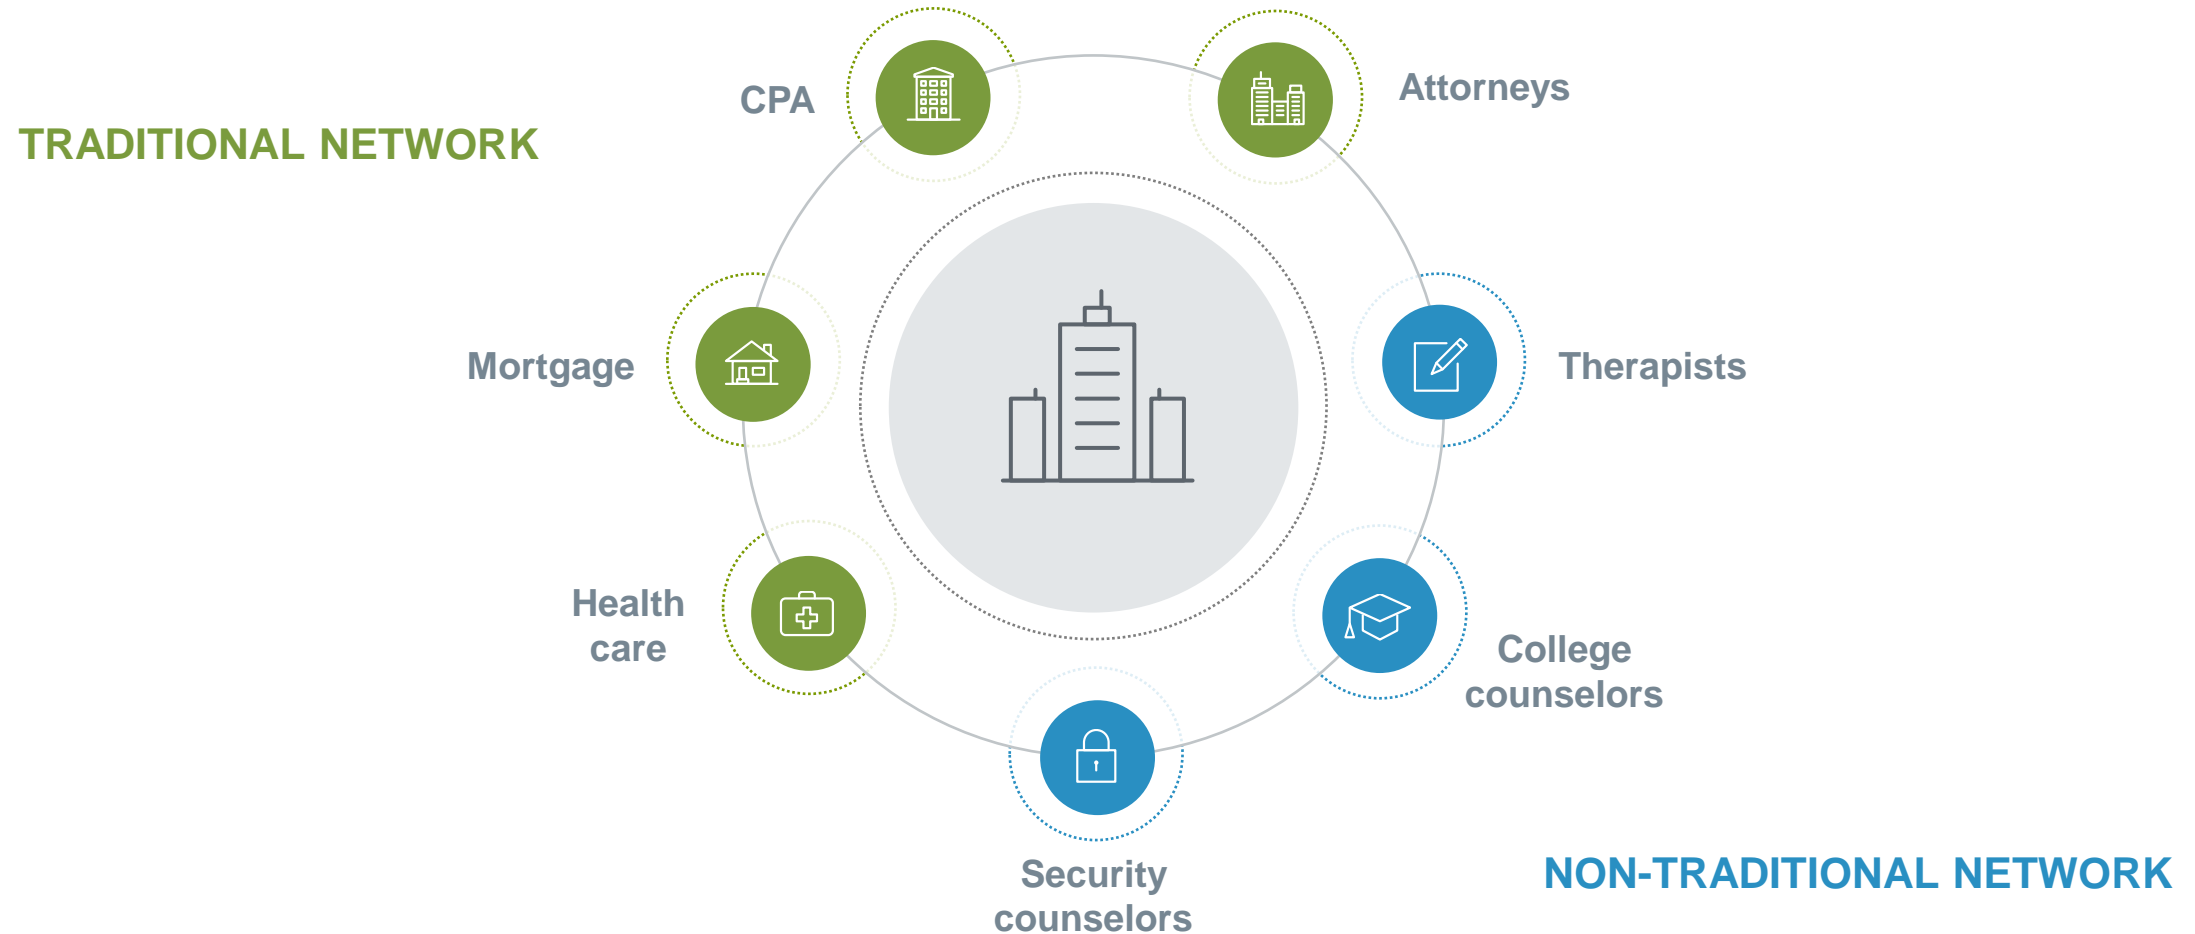 TRADITIONAL NETWORK
CPA
Attorneys
Mortgage
Therapists
Health
care
College
counselors
Security
counselors
NON-TRADITIONAL NETWORK